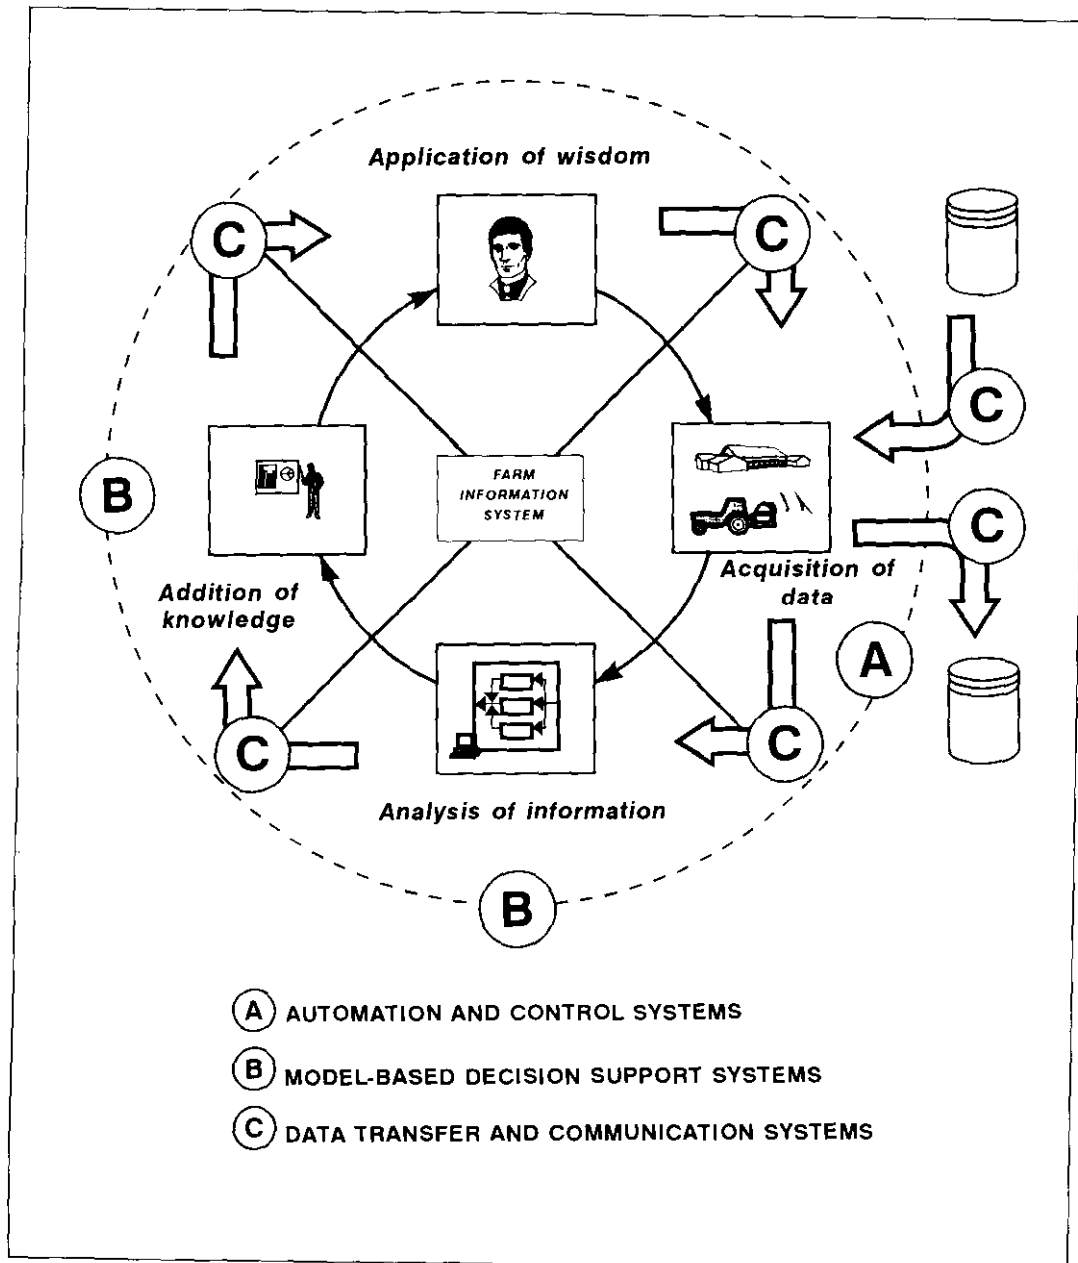 Application of wisdom
C
C
C
B
FARM
INFORMATION
SYSTEM
C
Acquisition of
data
Addition of
knowledge
A
C
C
Analysis of information
B
A AUTOMATION AND CONTROL SYSTEMS
B MODEL-BASED DECISION SUPPORT SYSTEMS
C DATA TRANSFER AND COMMUNICATION SYSTEMS